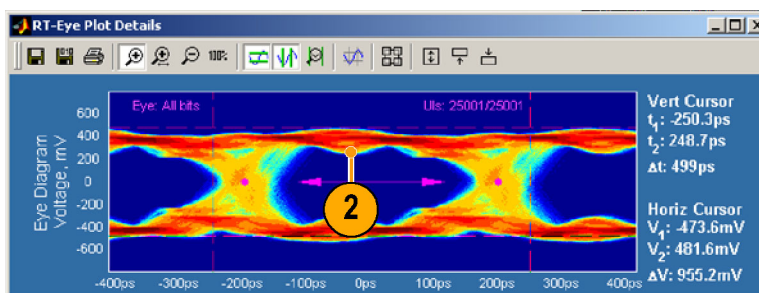 RT-Eye Plot Details
100%
Eye: All bits
UIs: 25001/25001
600
400
200
0
-200
-400
-600
Eye Diagram
Voltage, mV
2
-400ps -300ps -200ps -100ps 0ps 100ps 200ps 300ps 400ps
Vert Cursor
t1: -250.3ps
t2: 248.7ps
Δt: 499ps
Horiz Cursor
V1: -473.6mV
V2: 481.6mV
ΔV: 955.2mV